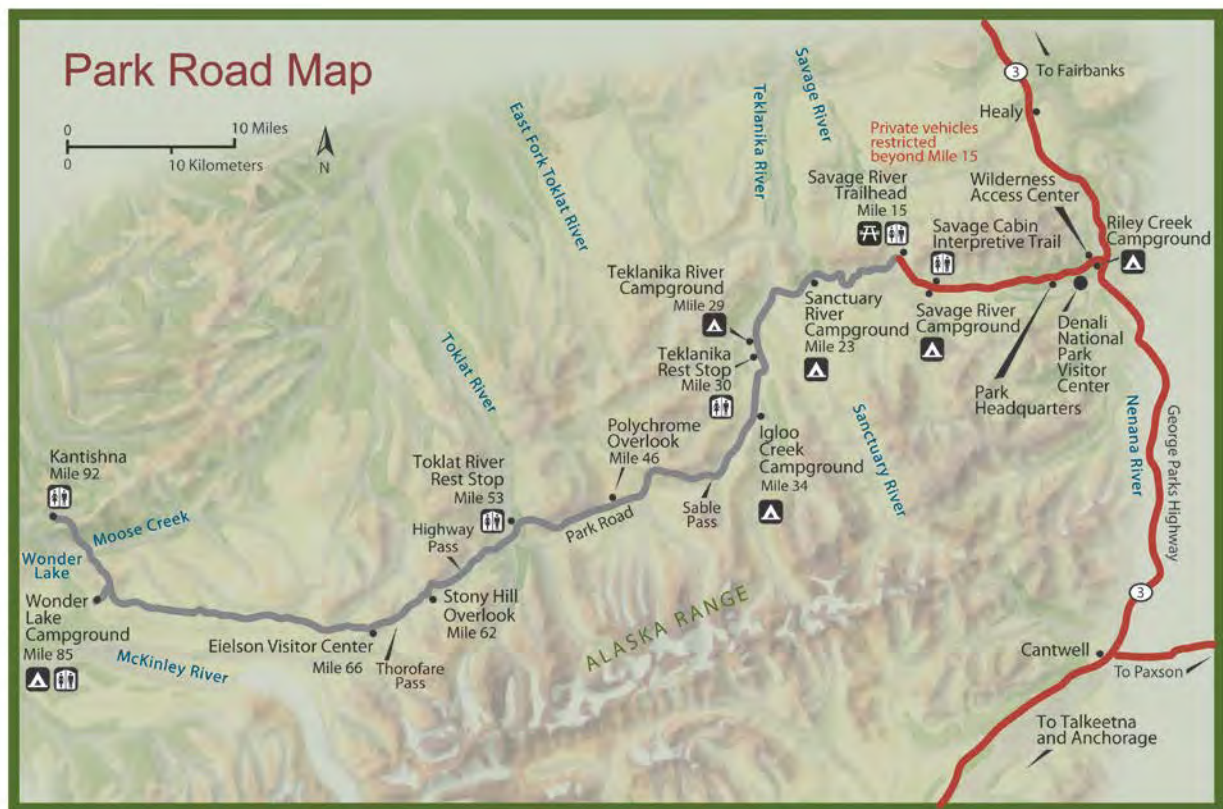 Park Road Map
0
10 Miles
0
10 Kilometers
N
East Fork Toklat River
Teklanika River
Savage River
3
To Fairbanks
Healy
Private vehicles
restricted
beyond Mile 15
Savage River
Trailhead
Mile 15
Wilderness
Access Center
Savage Cabin
Interpretive Trail
Riley Creek
Campground
Teklanika River
Campground
MIle 29
Teklanika
Rest Stop
Mile 30
Sanctuary
River
Campground
Mile 23
Savage River
Campground
Denali
National
Park
Visitor
Center
Park
Headquarters
Toklat River
Polychrome
Overlook
Mile 46
Igloo
Creek
Campground
Mile 34
Sanctuary River
Nenana River
George Parks Highway
Kantishna
Mile 92
Toklat River
Rest Stop
Mile 53
Sable
Pass
Moose Creek
Highway
Pass
Park Road
Wonder
Lake
Wonder
Lake
Campground
Mile 85
Stony Hill
Overlook
Mile 62
ALASKA RANGE
3
Eielson Visitor Center
Mile 66
Thorofare
Pass
McKinley River
Cantwell
To Paxson
To Talkeetna
and Anchorage